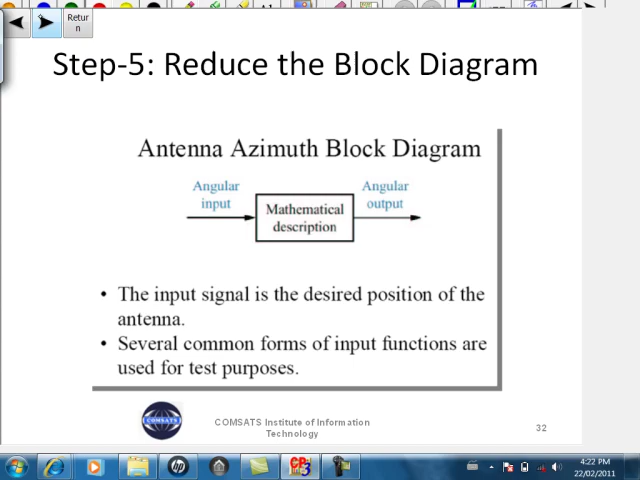 Retur
n
Step-5: Reduce the Block Diagram
Antenna Azimuth Block Diagram
Angular
input
Mathematical
description
Angular
output
• The input signal is the desired position of the
antenna.
• Several common forms of input functions are
used for test purposes.
COMSATS
COMSATS Institute of Information
Technology
32
4:22 PM
22/02/2011